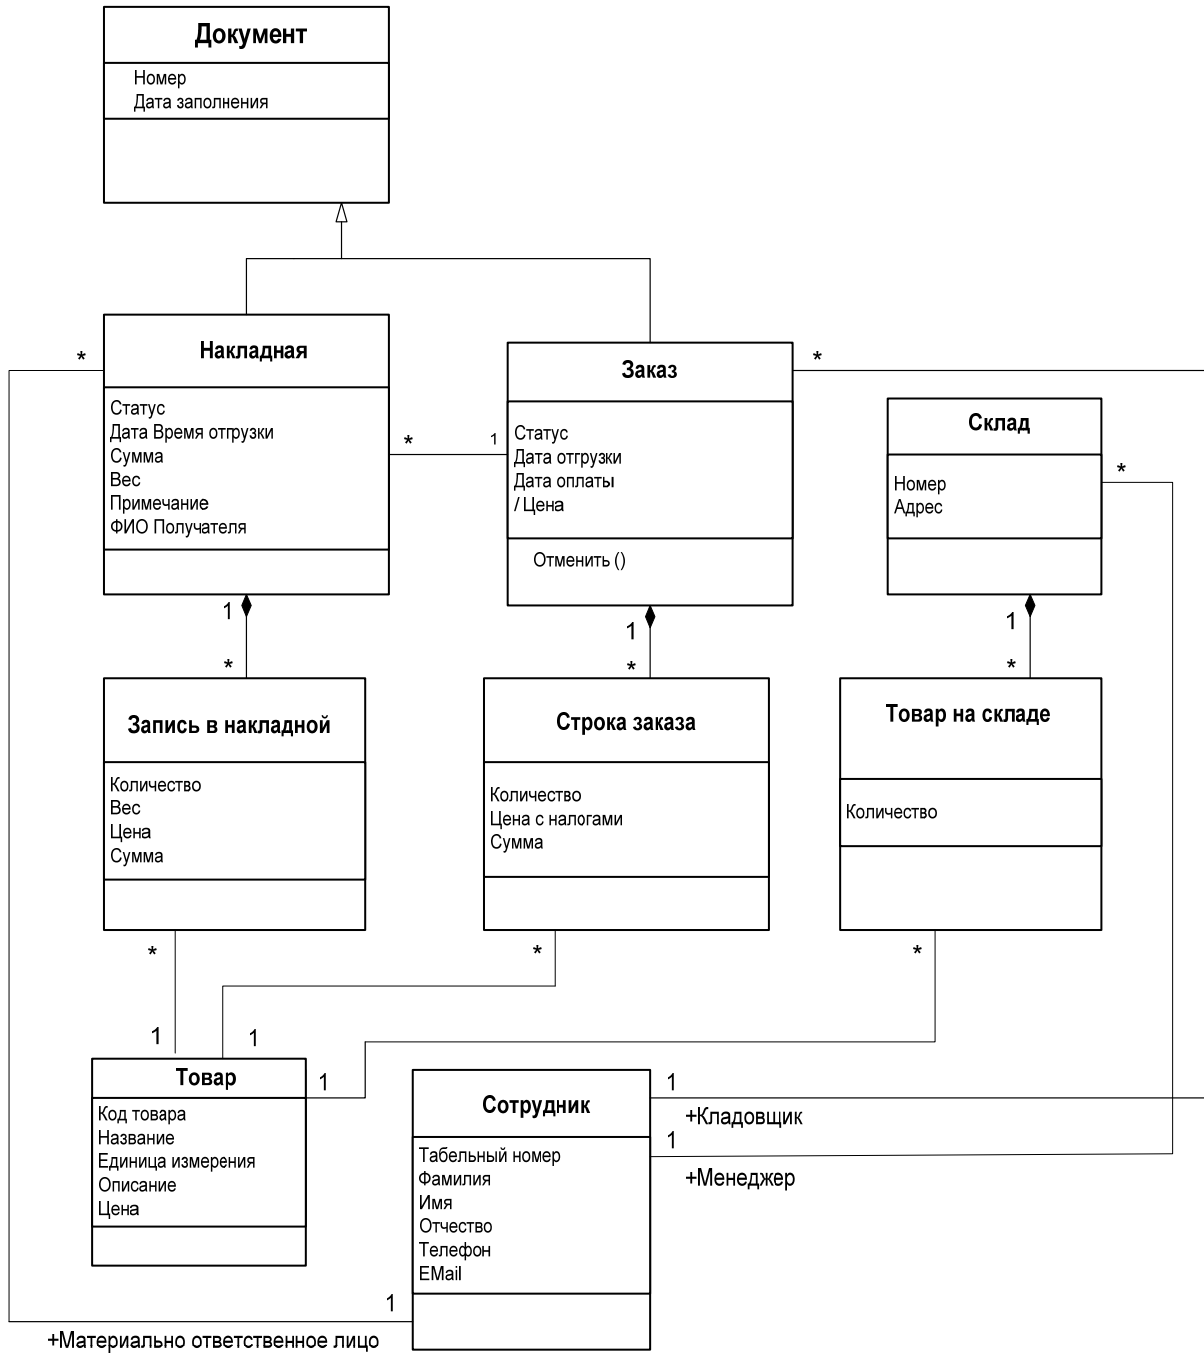 Документ
Номер
Дата заполнения
Накладная
Статус
Дата Время отгрузки
Сумма
Вес
Примечание
ФИО Получателя
*
*
1
Заказ
Статус
Дата отгрузки
Дата оплаты
/ Цена
Отменить ()
*
Склад
Номер
Адрес
*
1
*
1
*
1
*
Запись в накладной
Количество
Вес
Цена
Сумма
Строка заказа
Количество
Цена с налогами
Сумма
Товар на складе
Количество
*
*
*
1
1
1
Товар
Код товара
Название
Единица измерения
Описание
Цена
Сотрудник
Табельный номер
Фамилия
Имя
Отчество
Телефон
EMail
1
+Кладовщик
1
+Менеджер
1
+Материально ответственное лицо